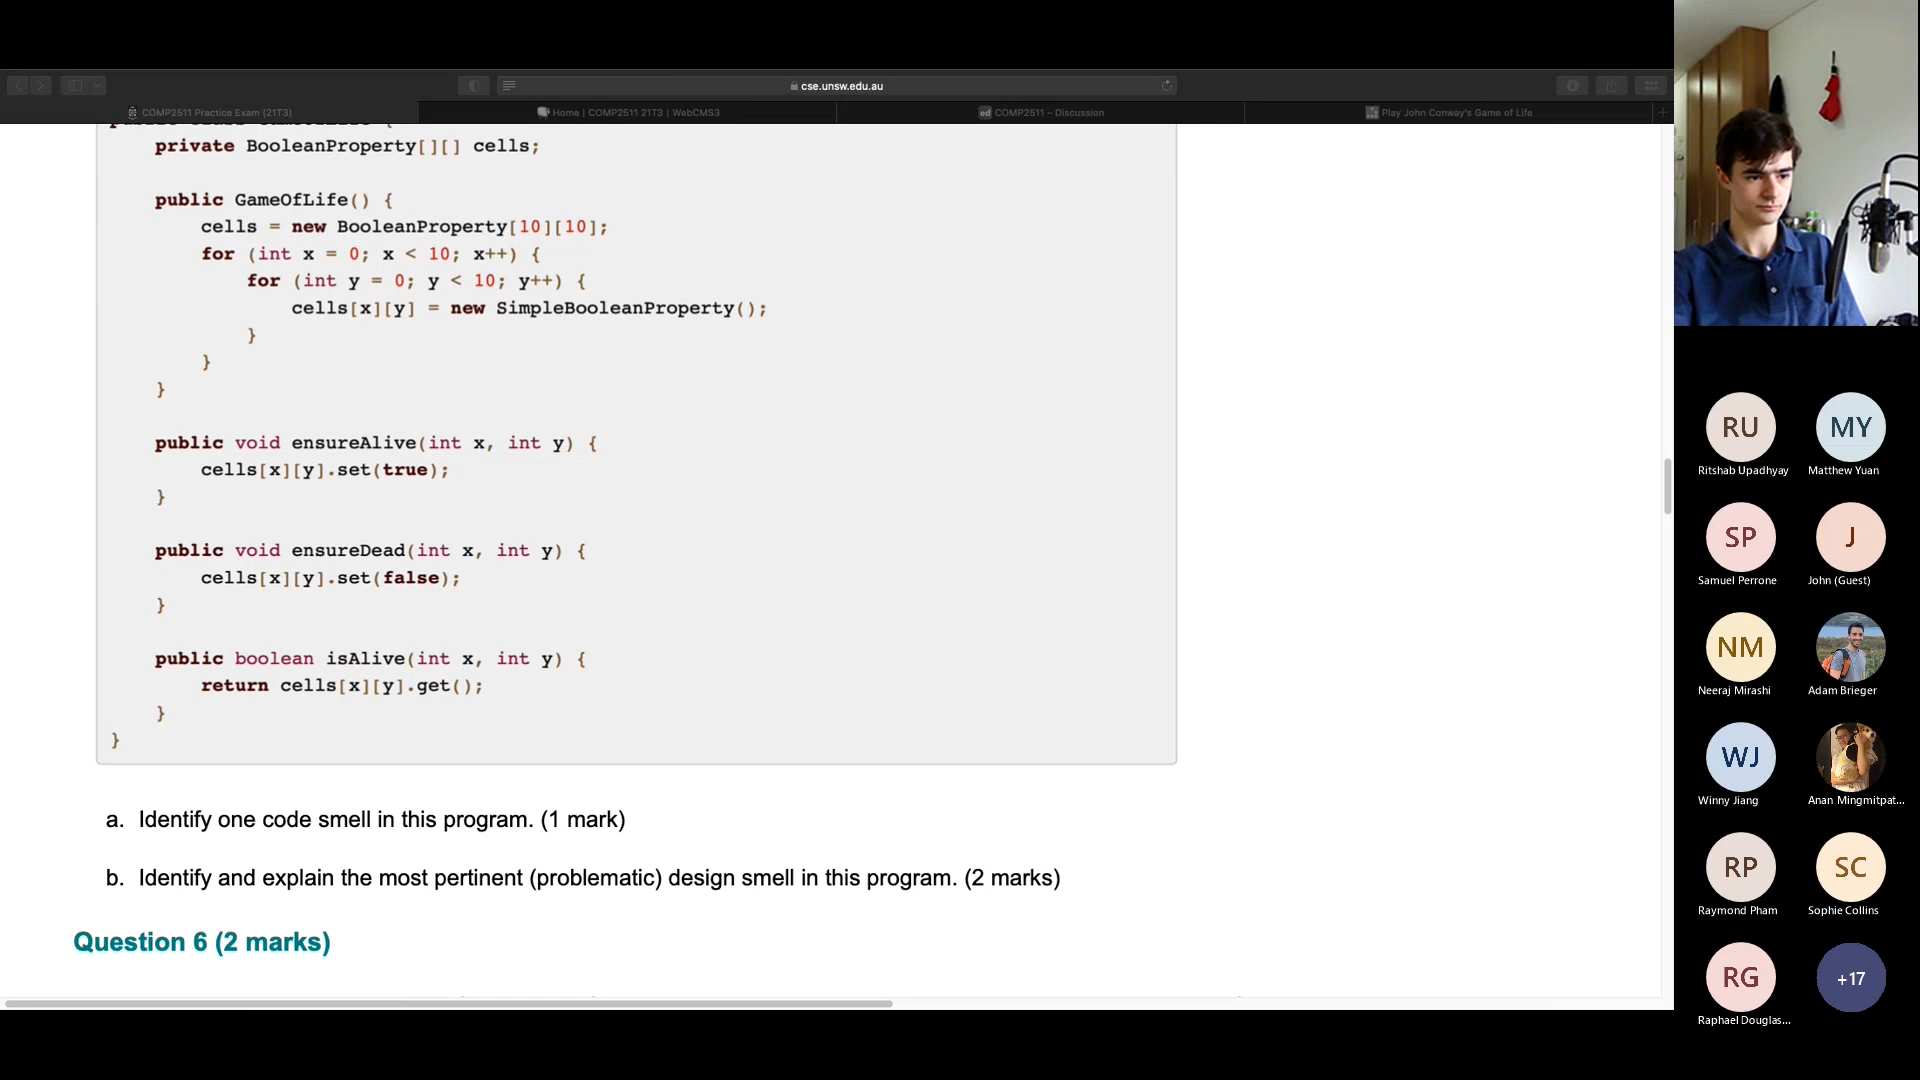 cse.unsw.edu.au
COMP2511 Practice Exam (21T3)
Home | COMP2511 21T3 | WebCMS3
ed COMP2511 – Discussion
Play John Conway's Game of Life
private BooleanProperty[][] cells;
public GameOfLife() {
cells = new BooleanProperty[10][10];
for (int x = 0; x < 10; x++) {
for (int y = 0; y < 10; y++) {
cells[x][y] = new SimpleBooleanProperty();
}
}
}
public void ensureAlive(int x, int y) {
cells[x][y].set(true);
}
public void ensureDead(int x, int y) {
cells[x][y].set(false);
}
public boolean isAlive(int x, int y) {
return cells[x][y].get();
}
}
a. Identify one code smell in this program. (1 mark)
b. Identify and explain the most pertinent (problematic) design smell in this program. (2 marks)
Question 6 (2 marks)
RU
Ritshab Upadhyay
MY
Matthew Yuan
SP
Samuel Perrone
J
John (Guest)
NM
Neeraj Mirashi
Adam Brieger
WJ
Winny Jiang
Anan Mingmitpat...
RP
Raymond Pham
SC
Sophie Collins
RG
Raphael Douglas...
+17